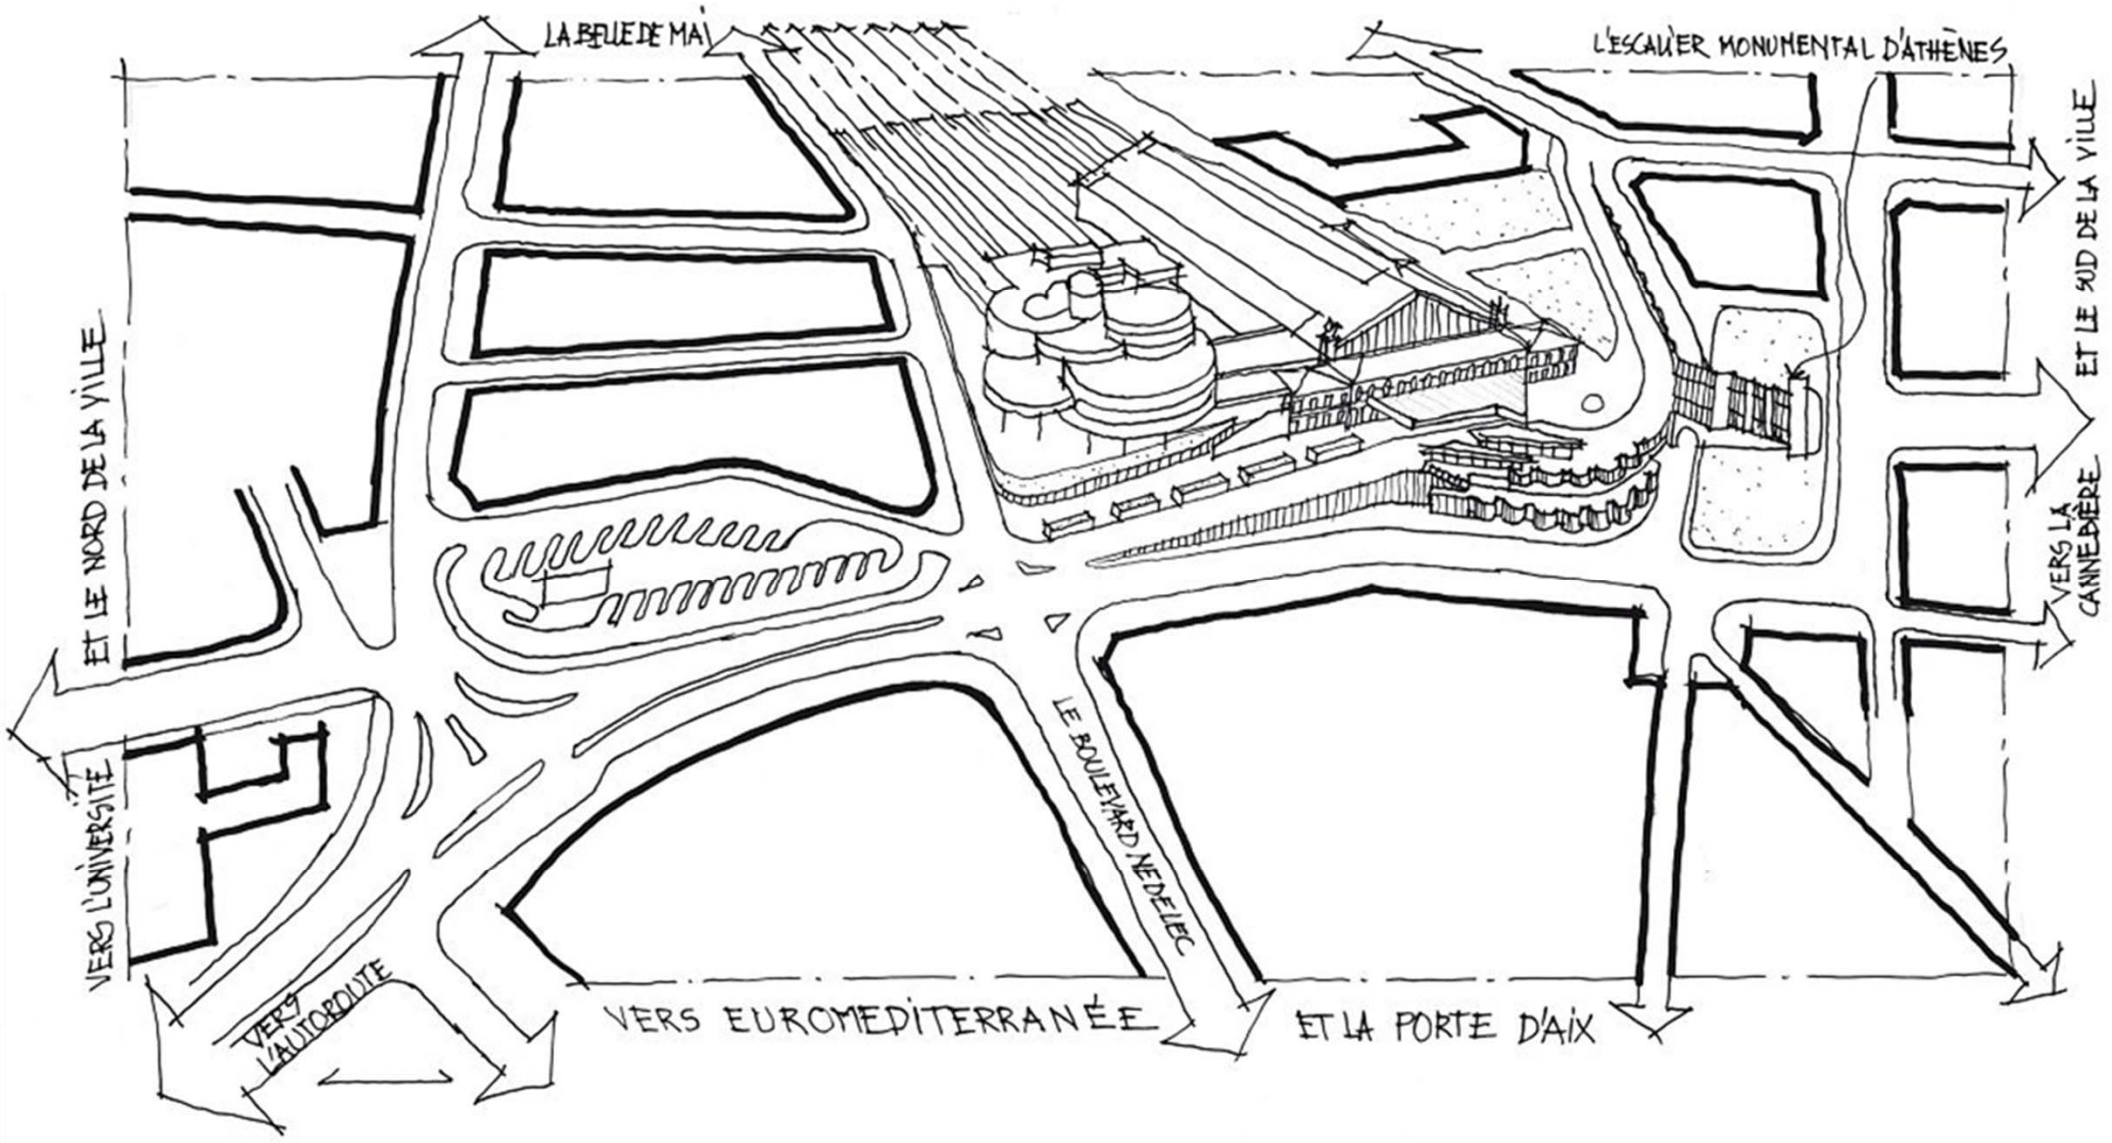 LA BELLE DE MAI
L'ESCALIER MONUMENTAL D'ATHÈNES
ET LE SUD DE LA VILLE
VERS LA
CANNEBIÈRE
ET LE NORD DE LA VILLE
VERS L'UNIVERSITÉ
LE BOULEVARD NEDELEC
VERS
L'AUTOROUTE
VERS EUROMEDITERRANÉE
ET LA PORTE D'AIX